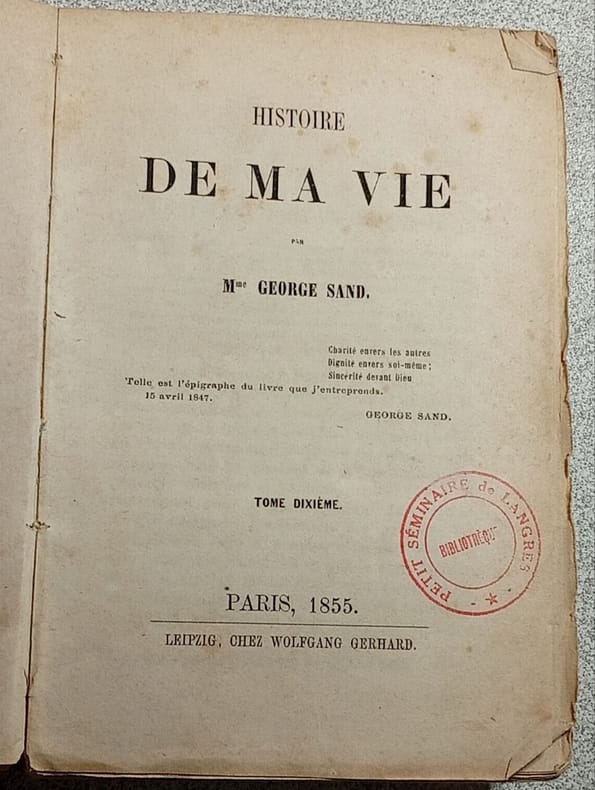 HISTOIRE
DE MA VIE
PAR
Mme GEORGE SAND.
Charité envers les autres
Dignité envers soi-même;
Sincérité devant Dieu
Telle est l'épigraphe du livre que j'entreprends.
15 avril 1847.
GEORGE SAND.
TOME DIXIÈME.
PETIT SÉMINAIRE de LANGRES
BIBLIOTHÈQUE
PARIS, 1855.
LEIPZIG, CHEZ WOLFGANG GERHARD.